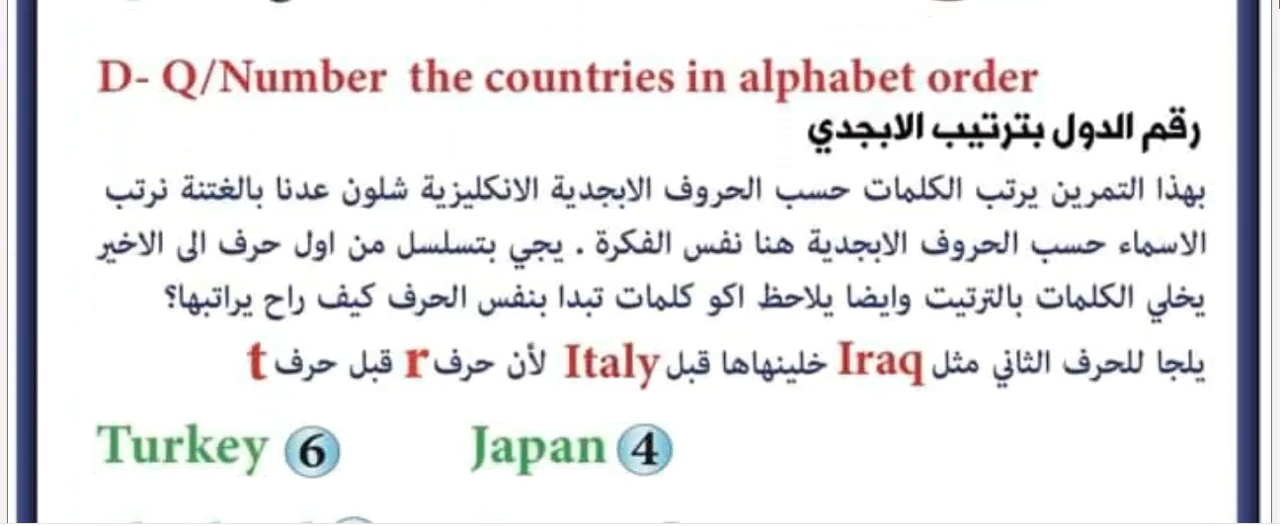 D- Q/Number the countries in alphabet order
رقم الدول بترتيب الابجدي
بهذا التمرين يرتب الكلمات حسب الحروف الابجدية الانكليزية شلون عدنا بالغتنة نرتب
الاسماء حسب الحروف الابجدية هنا نفس الفكرة . يجي بتسلسل من اول حرف الى الاخير
يخلي الكلمات بالترتيت وايضا يلاحظ اكو كلمات تبدا بنفس الحرف كيف راح يراتبها؟
يلجا للحرف الثاني مثل Iraq خلينهاها قبل Italy لأن حرف r قبل حرف t
Turkey 6 Japan 4